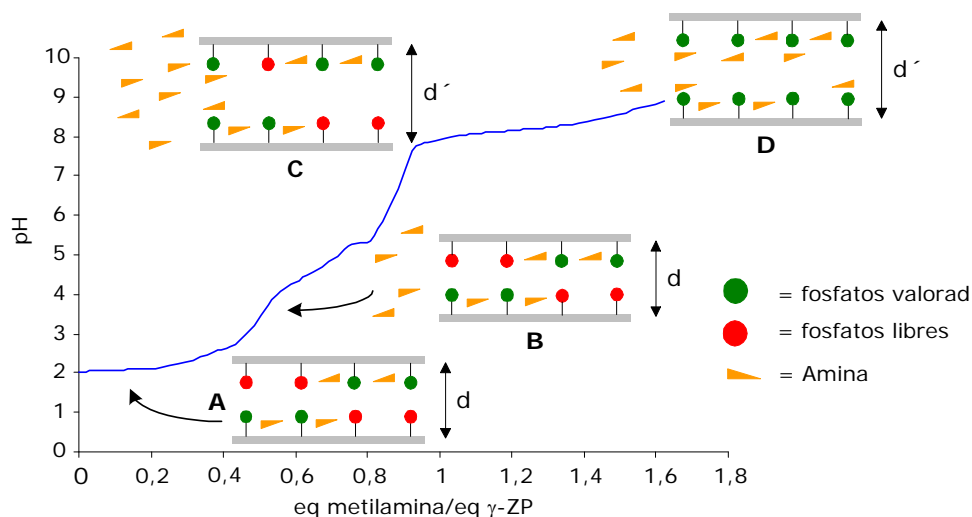 10
9
8
7
6
5
4
3
2
1
0
pH
0
0,2
0,4
0,6
0,8
1
1,2
1,4
1,6
1,8
eq metilamina/eq γ-ZP
A
d
B
d
C
d´
D
d´
= fosfatos valorad
= fosfatos libres
= Amina